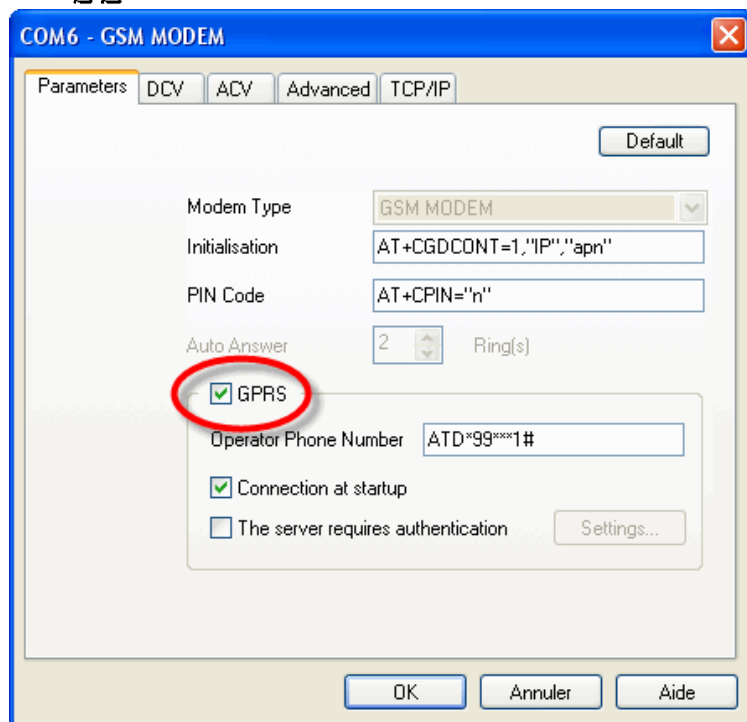 COM6 - GSM MODEM
Parameters DCV ACV Advanced TCP/IP
Default
Modem Type GSM MODEM
Initialisation AT+CGDCONT=1,"IP","apn"
PIN Code AT+CPIN="n"
Auto Answer 2 Ring(s)
GPRS
Operator Phone Number ATD*99***1#
Connection at startup
The server requires authentication Settings...
OK Annuler Aide